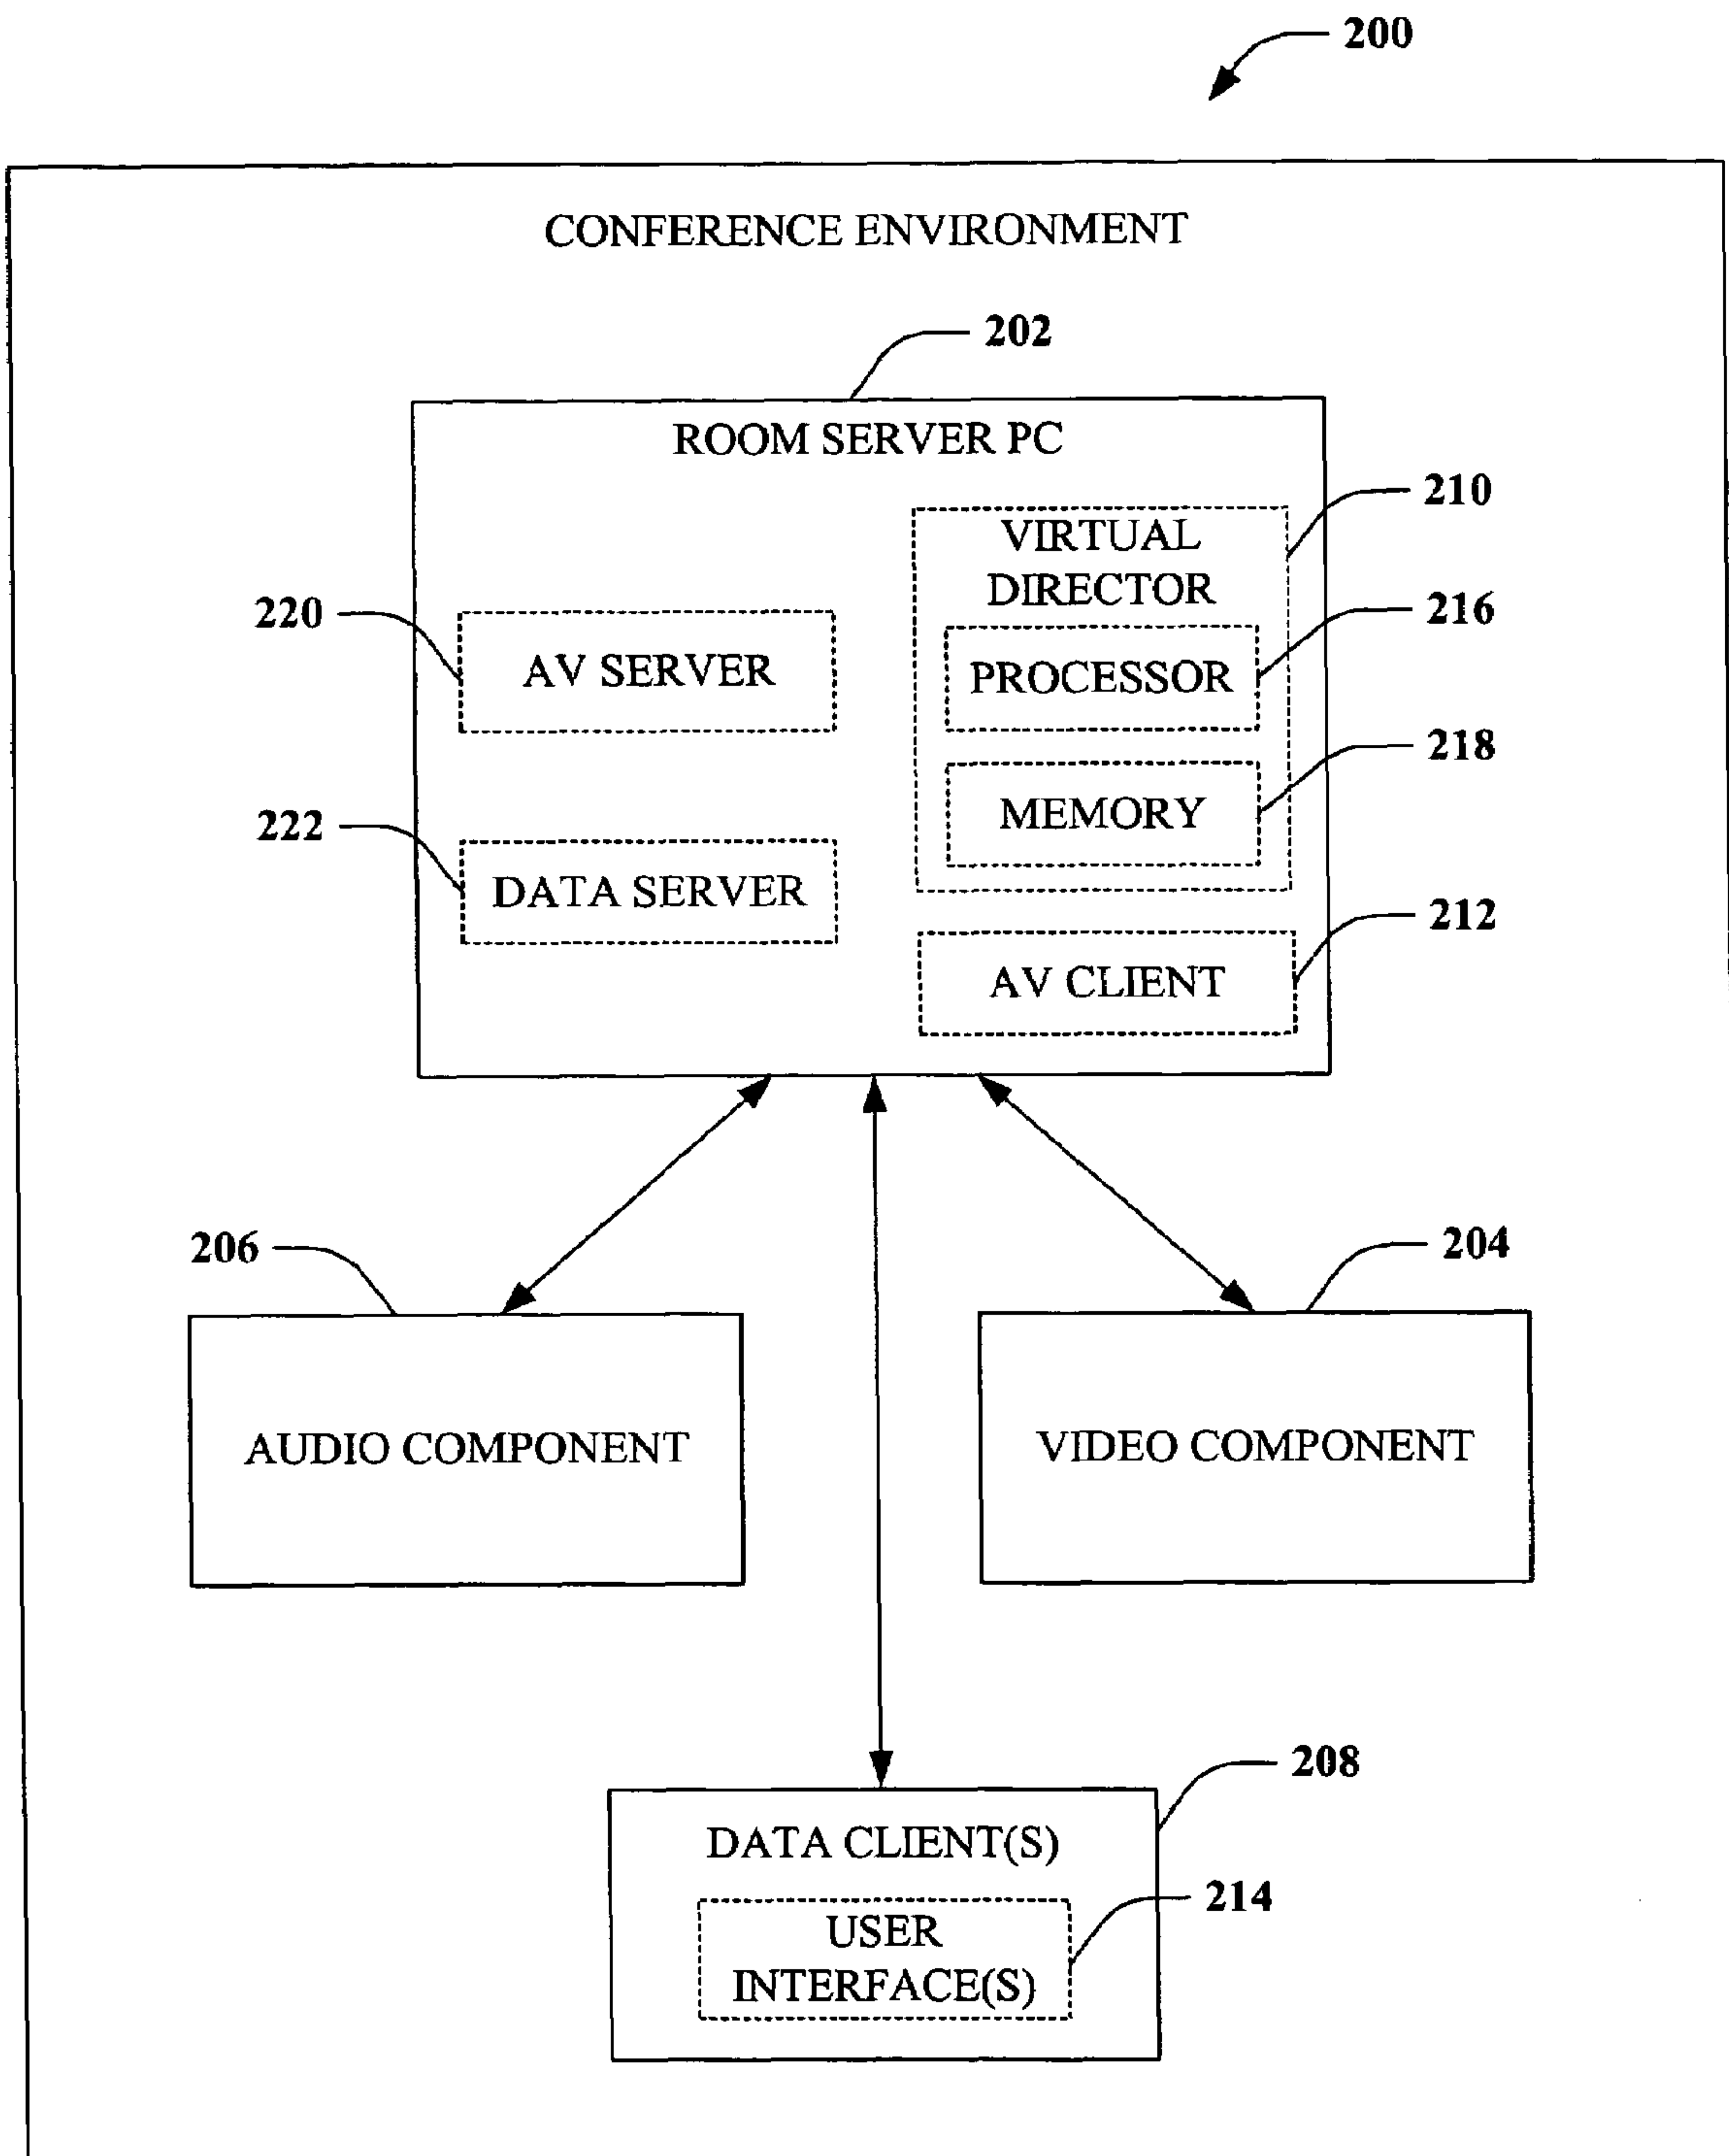 200
CONFERENCE ENVIRONMENT
202
ROOM SERVER PC
210
VIRTUAL
DIRECTOR
220
216
AV SERVER
PROCESSOR
218
MEMORY
222
DATA SERVER
212
AV CLIENT
206
204
AUDIO COMPONENT
VIDEO COMPONENT
208
DATA CLIENT(S)
214
USER
INTERFACE(S)